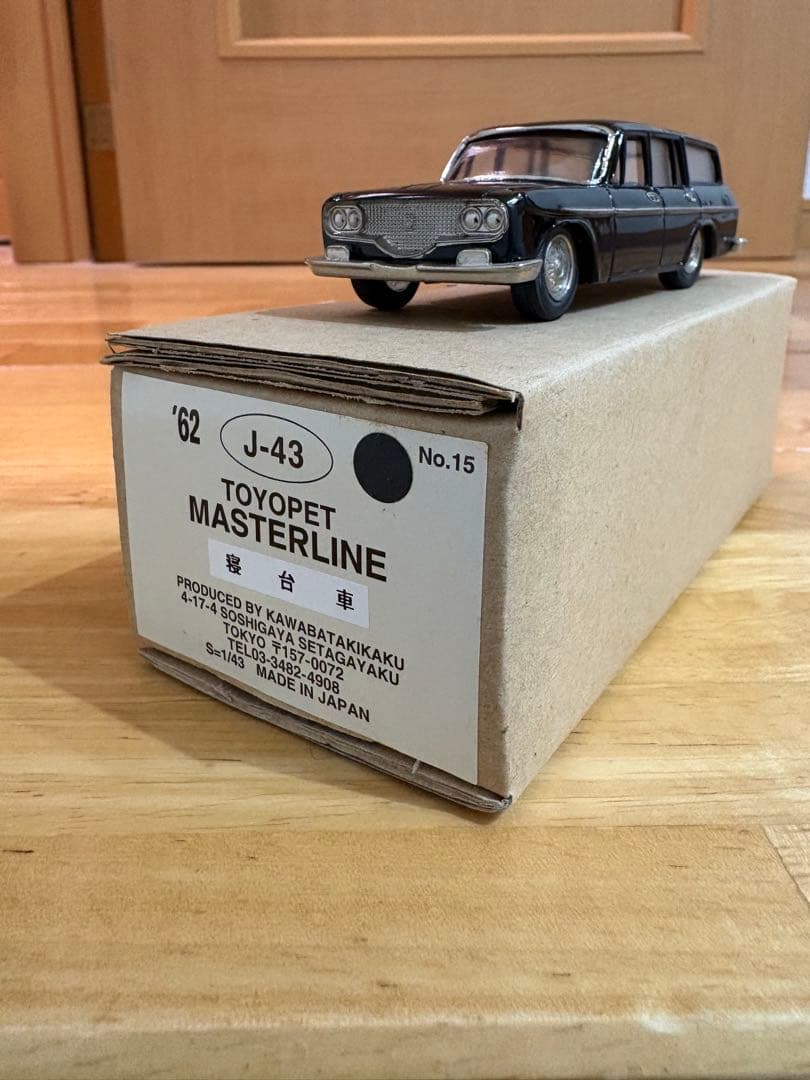 '62 J-43 No.15
TOYOPET
MASTERLINE
寝台車
PRODUCED BY KAWABATAKIKAKU
4-17-4 SOSHIGAYA SETAGAYAKU
TOKYO 〒157-0072
TEL03-3482-4908
S=1/43 MADE IN JAPAN